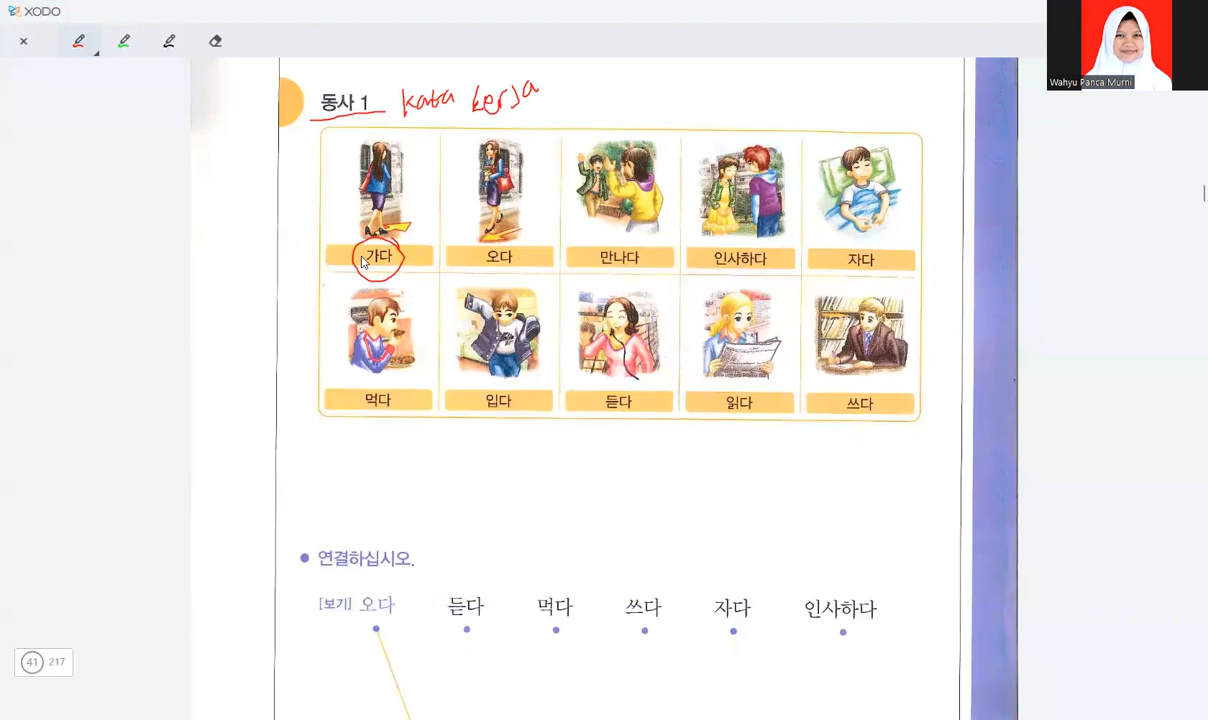 XODO
Wahyu Panca Murni
동사 1 kata kerja
가다 오다 만나다 인사하다 자다
먹다 입다 듣다 읽다 쓰다
연결하십시오.
[보기] 오다 듣다 먹다 쓰다 자다 인사하다
41 217